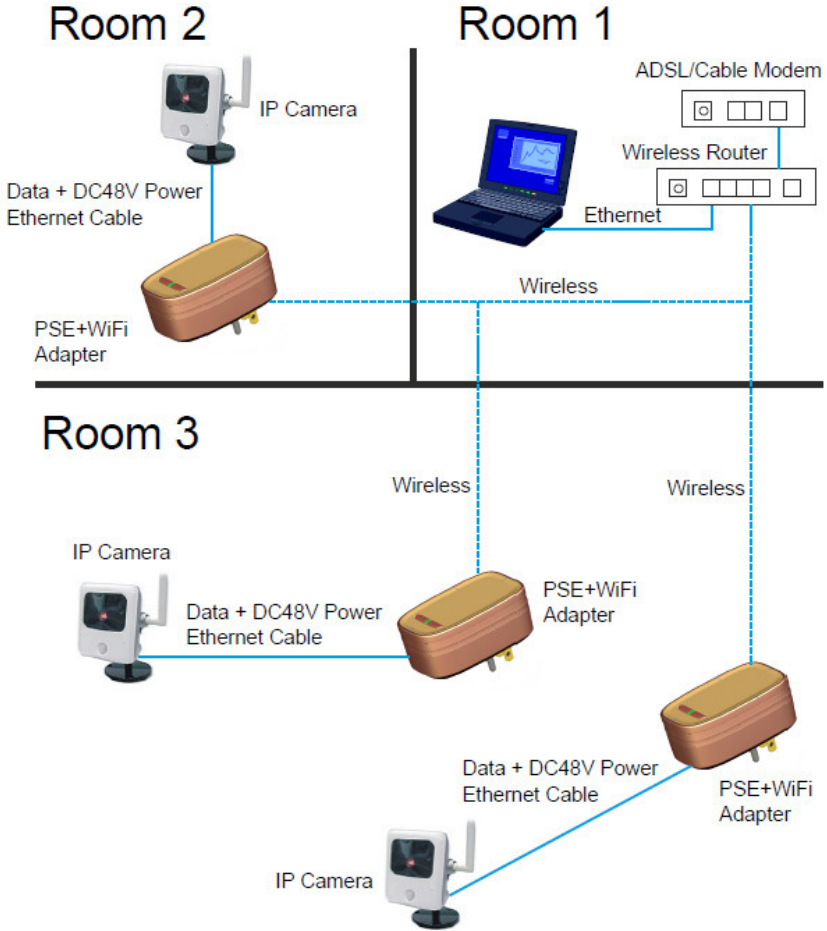 Room 2
Room 1
ADSL/Cable Modem
IP Camera
Wireless Router
Data + DC48V Power
Ethernet Cable
Ethernet
Wireless
PSE+WiFi
Adapter
Room 3
Wireless
Wireless
IP Camera
PSE+WiFi
Adapter
Data + DC48V Power
Ethernet Cable
Data + DC48V Power
Ethernet Cable
PSE+WiFi
Adapter
IP Camera